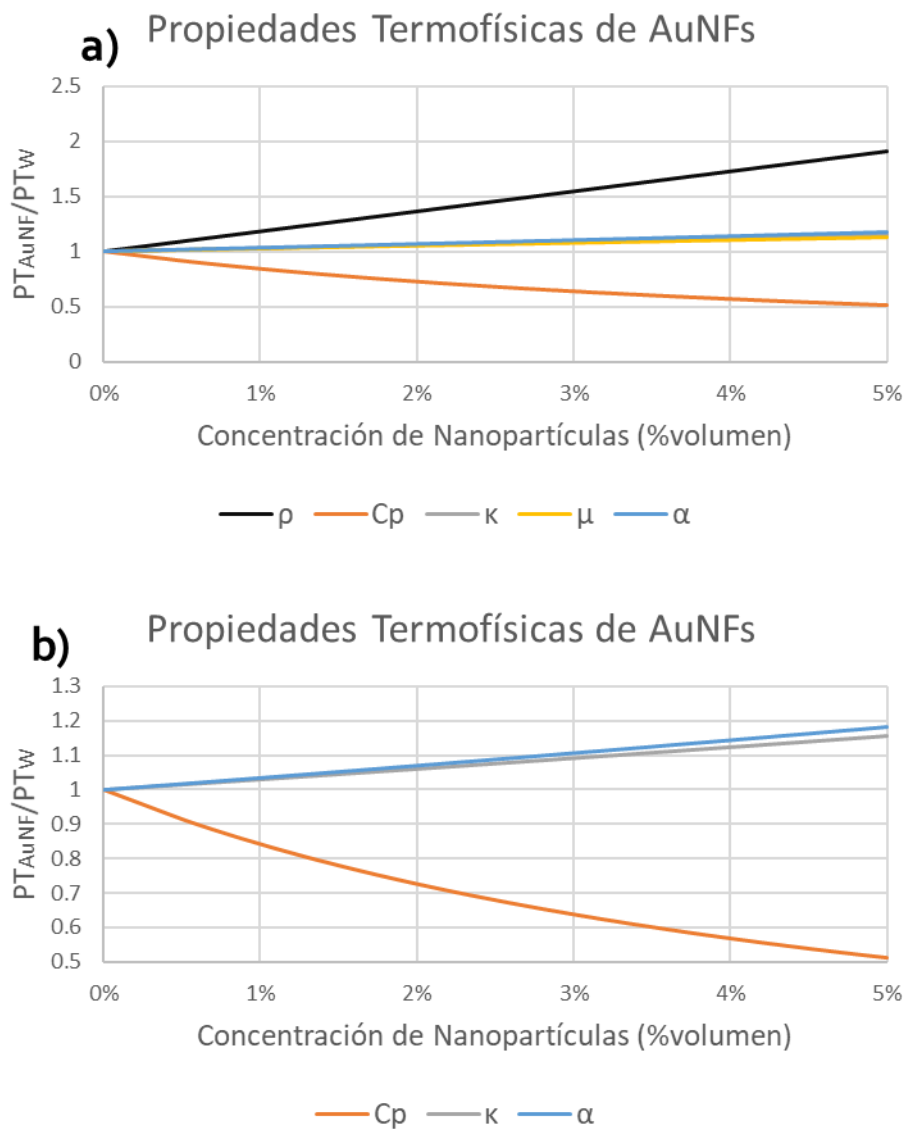 a) Propiedades Termofísicas de AuNFs
2.5
2
1.5
1
0.5
0
PTAuNF/PTW
0% 1% 2% 3% 4% 5%
Concentración de Nanopartículas (%volumen)
ρ Cp κ μ α
b) Propiedades Termofísicas de AuNFs
1.3
1.2
1.1
1
0.9
0.8
0.7
0.6
0.5
PTAuNF/PTW
0% 1% 2% 3% 4% 5%
Concentración de Nanopartículas (%volumen)
Cp κ α